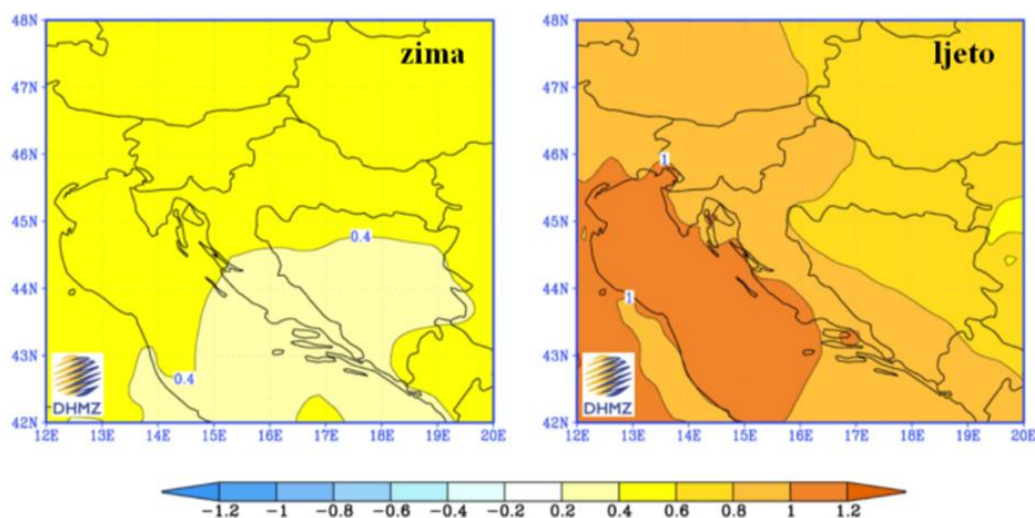 48N
zima
47N
46N
45N
0.4
44N
43N
0.4
DHMZ
42N
12E 13E 14E 15E 16E 17E 18E 19E 20E
48N
ljeto
47N
46N
1
45N
44N
1
43N
DHMZ
42N
12E 13E 14E 15E 16E 17E 18E 19E 20E
-1.2 -1 -0.8 -0.6 -0.4 -0.2 0.2 0.4 0.6 0.8 1 1.2